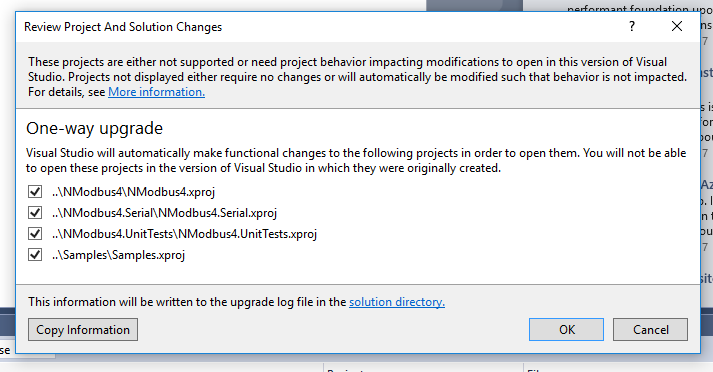 performant foundation upo
Review Project And Solution Changes
?
These projects are either not supported or need project behavior impacting modifications to open in this version of Visual
Studio. Projects not displayed either require no changes or will automatically be modified such that behavior is not impacted.
For details, see More information.
One-way upgrade
Visual Studio will automatically make functional changes to the following projects in order to open them. You will not be able
to open these projects in the version of Visual Studio in which they were originally created.
..\NModbus4\NModbus4.xproj
..\NModbus4.Serial\NModbus4.Serial.xproj
..\NModbus4.UnitTests\NModbus4.UnitTests.xproj
..\Samples\Samples.xproj
This information will be written to the upgrade log file in the solution directory.
Copy Information
OK
Cancel